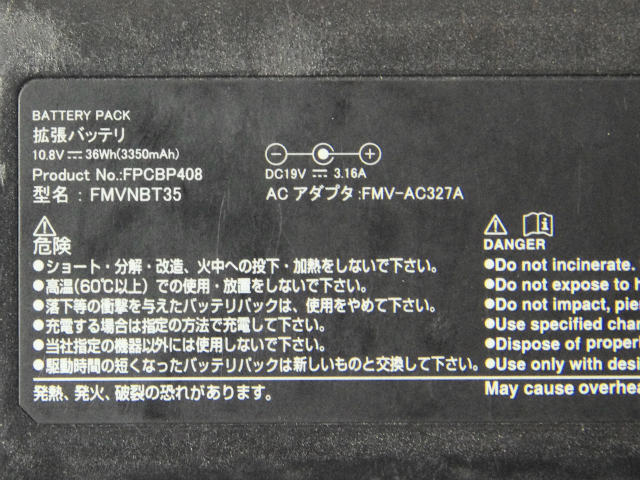 BATTERY PACK
拡張バッテリ
10.8V ⎓ 36Wh(3350mAh)
Product No.:FPCBP408
型名：FMVNBT35
DC19V ⎓ 3.16A
AC アダプタ:FMV-AC327A
危険
●ショート・分解・改造、火中への投下・加熱をしないで下さい。
●高温(60℃以上）での使用・放置をしないで下さい。
●落下等の衝撃を与えたバッテリパックは、使用をやめて下さい。
●充電する場合は指定の方法で充電して下さい。
●当社指定の機器以外には使用しないで下さい。
●駆動時間の短くなったバッテリパックは新しいものと交換して下さい。
発熱、発火、破裂の恐れがあります。
DANGER
●Do not incinerate.
●Do not expose to h
●Do not impact, pie
●Use specified char
●Dispose of proper
●Use only with desi
May cause overhea